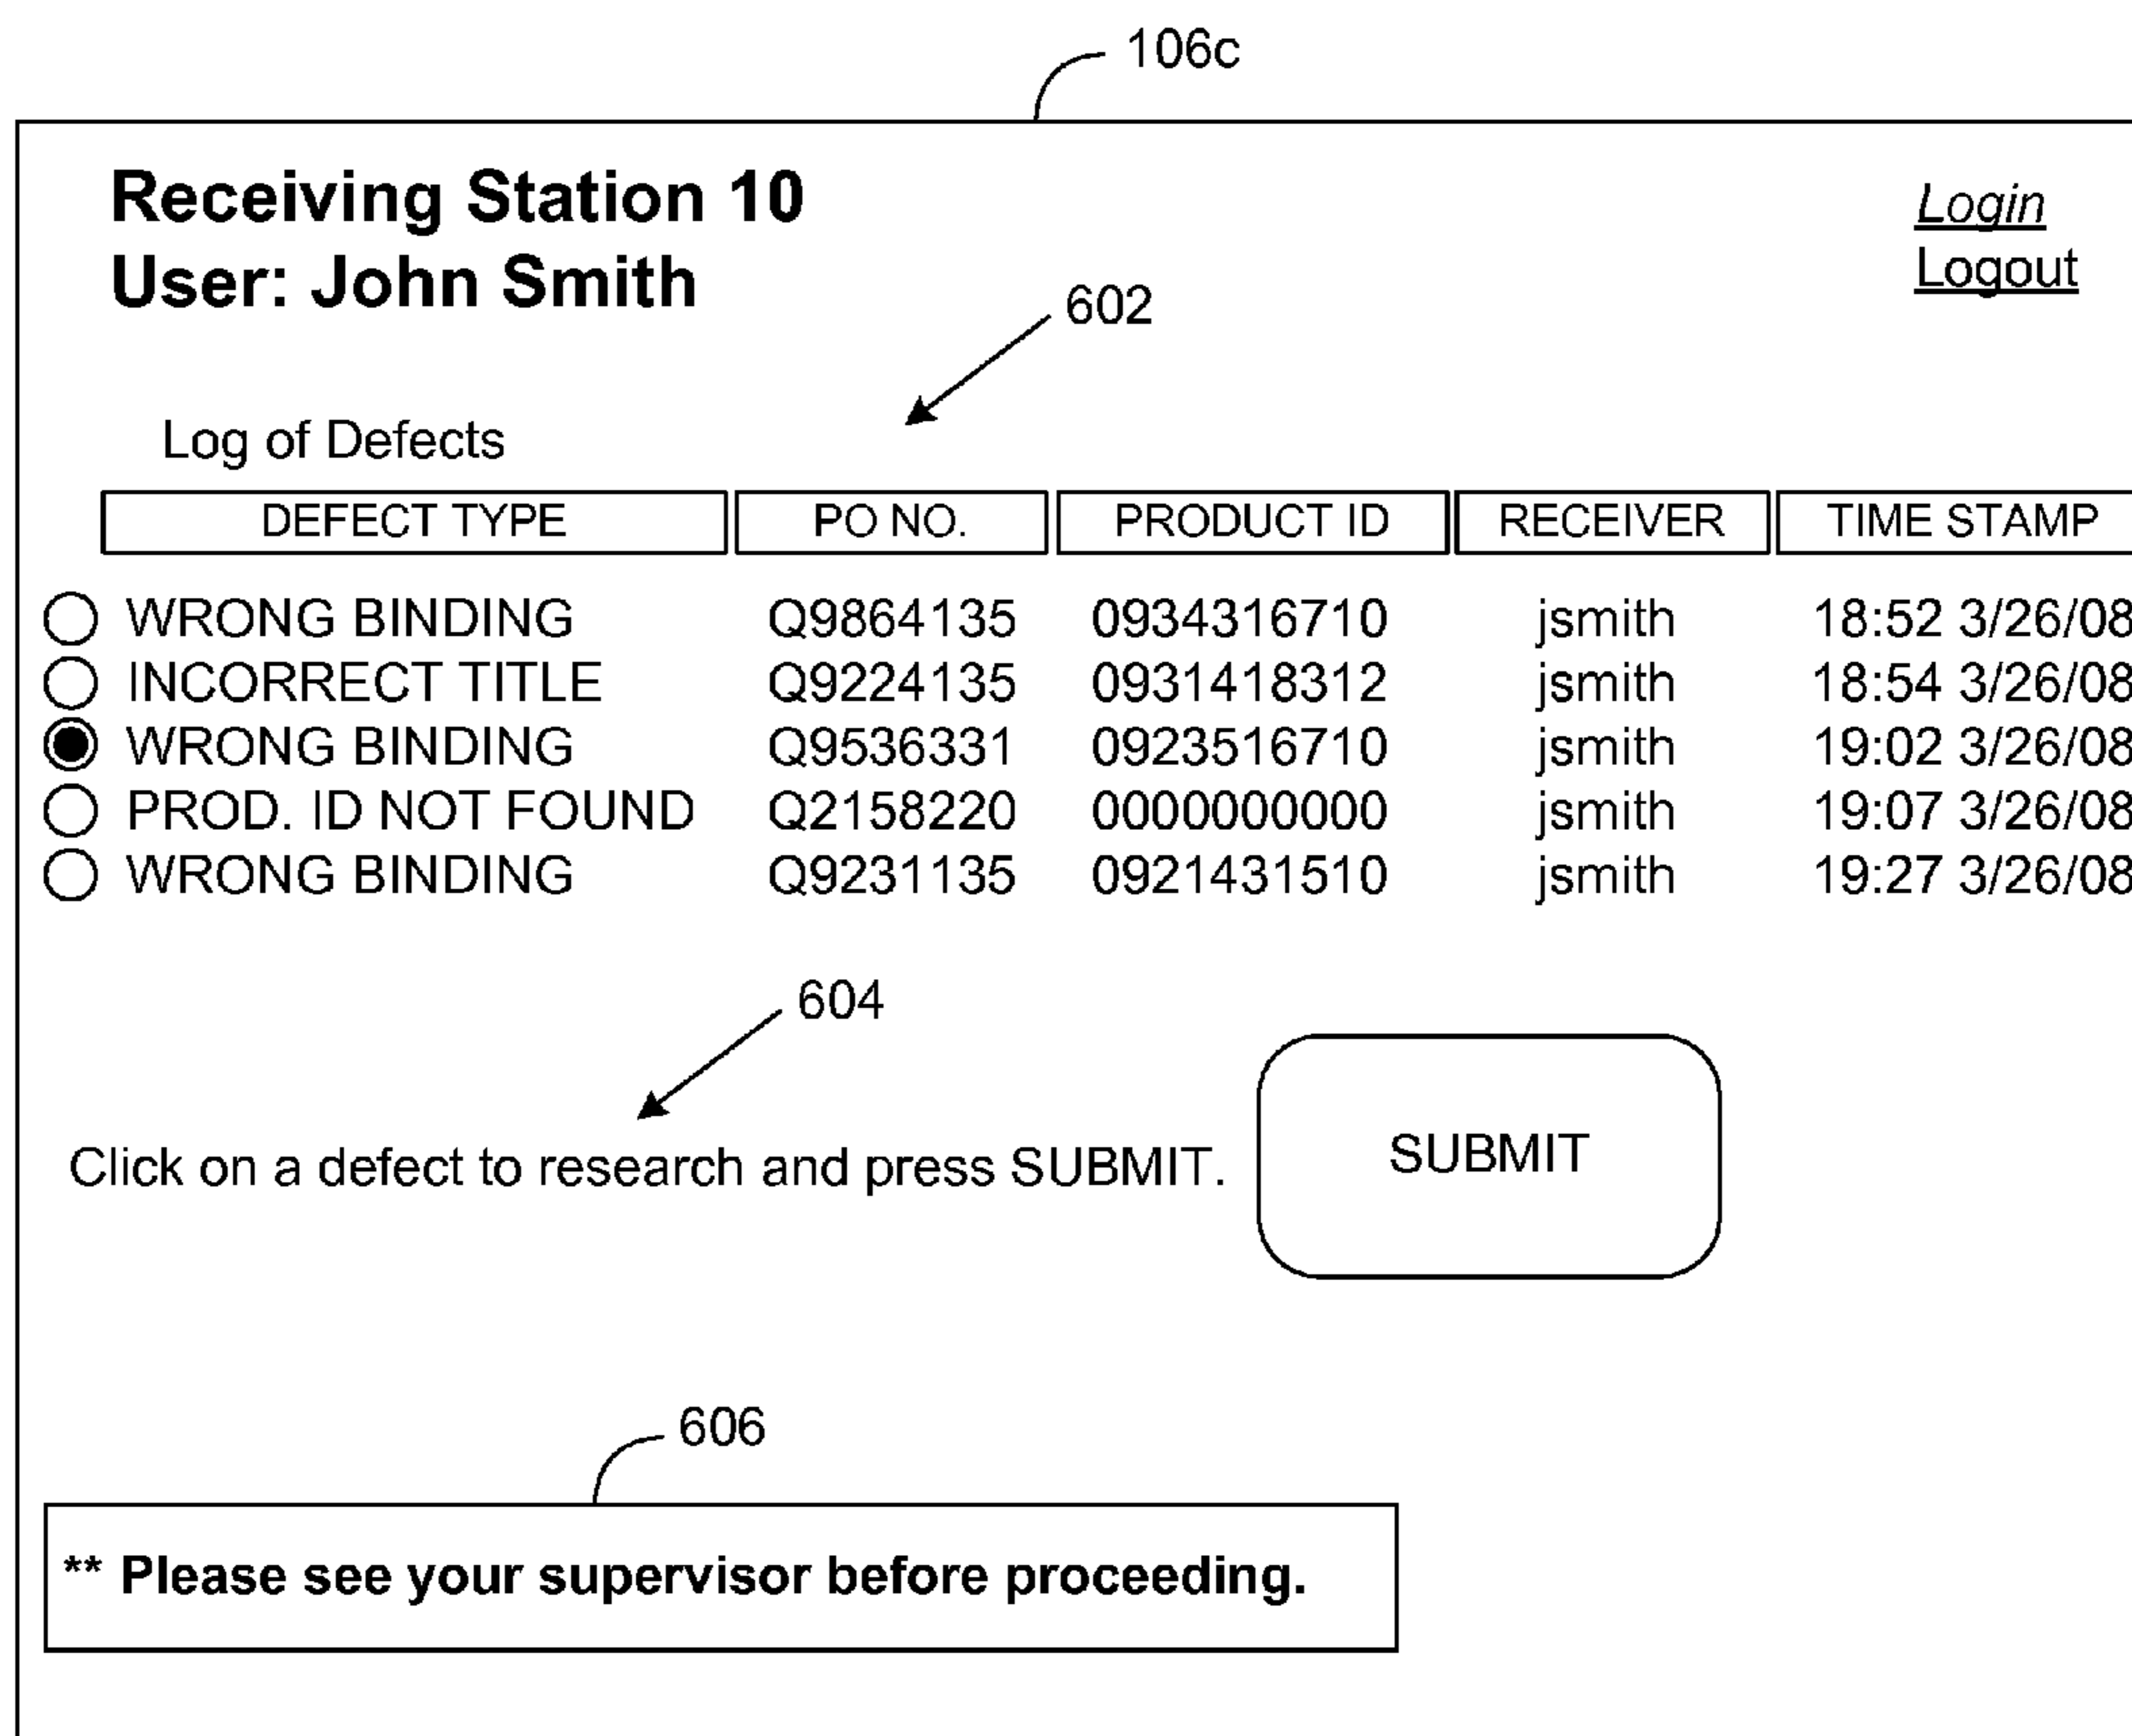 106c
Receiving Station 10
Login
User: John Smith
Logout
602
Log of Defects
DEFECT TYPE PO NO. PRODUCT ID RECEIVER TIME STAMP
WRONG BINDING Q9864135 0934316710 jsmith 18:52 3/26/08
INCORRECT TITLE Q9224135 0931418312 jsmith 18:54 3/26/08
WRONG BINDING Q9536331 0923516710 jsmith 19:02 3/26/08
PROD. ID NOT FOUND Q2158220 0000000000 jsmith 19:07 3/26/08
WRONG BINDING Q9231135 0921431510 jsmith 19:27 3/26/08
604
Click on a defect to research and press SUBMIT. SUBMIT
606
** Please see your supervisor before proceeding.